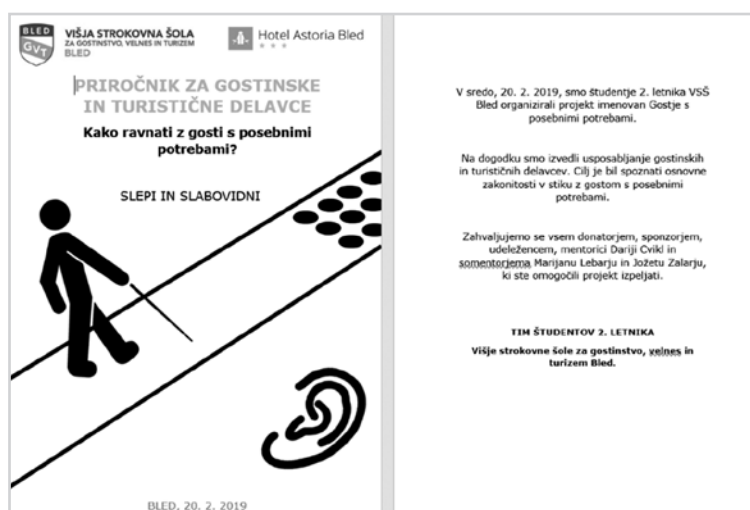 BLED
GVT
VIŠJA STROKOVNA ŠOLA
ZA GOSTINSTVO, VELNES IN TURIZEM
BLED
Hotel Astoria Bled
PRIROČNIK ZA GOSTINSKE
IN TURISTIČNE DELAVCE
Kako ravnati z gosti s posebnimi
potrebami?
SLEPI IN SLABOVIDNI
BLED, 20. 2. 2019
V sredo, 20. 2. 2019, smo študentje 2. letnika VSŠ
Bled organizirali projekt imenovan Gostje s
posebnimi potrebami.
Na dogodku smo izvedli usposabljanje gostinskih
in turističnih delavcev. Cilj je bil spoznati osnovne
zakonitosti v stiku z gostom s posebnimi
potrebami.
Zahvaljujemo se vsem donatorjem, sponzorjem,
udeležencem, mentorici Dariji Cvikl in
somentorjema Marijanu Lebarju in Jožetu Zalarju,
ki ste omogočili projekt izpeljati.
TIM ŠTUDENTOV 2. LETNIKA
Višje strokovne šole za gostinstvo, velnes in
turizem Bled.